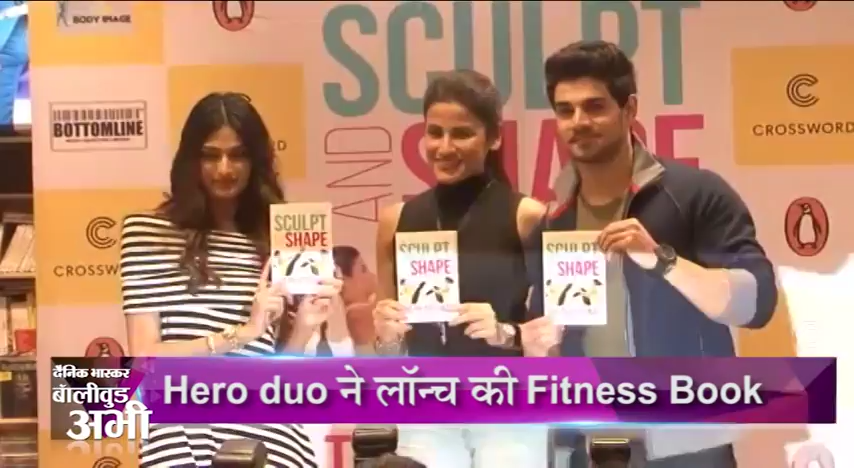 BODY IMAGE
SCULPT
AND
SHAPE
BOTTOMLINE
CROSSWORD
CROSSW
SCULPT
SHAPE
SCULPT
SHAPE
SCULPT
SHAPE
दैनिक भास्कर
बॉलीवुड
अभी
Hero duo ने लॉन्च की Fitness Book